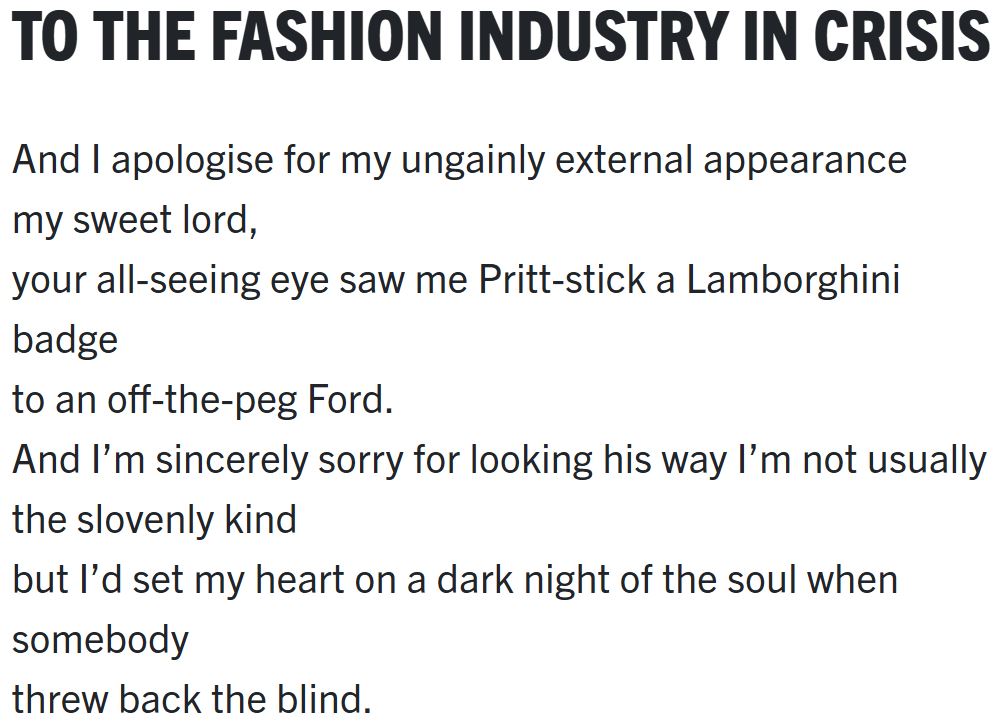 TO THE FASHION INDUSTRY IN CRISIS
And I apologise for my ungainly external appearance
my sweet lord,
your all-seeing eye saw me Pritt-stick a Lamborghini
badge
to an off-the-peg Ford.
And I’m sincerely sorry for looking his way I’m not usually
the slovenly kind
but I’d set my heart on a dark night of the soul when
somebody
threw back the blind.